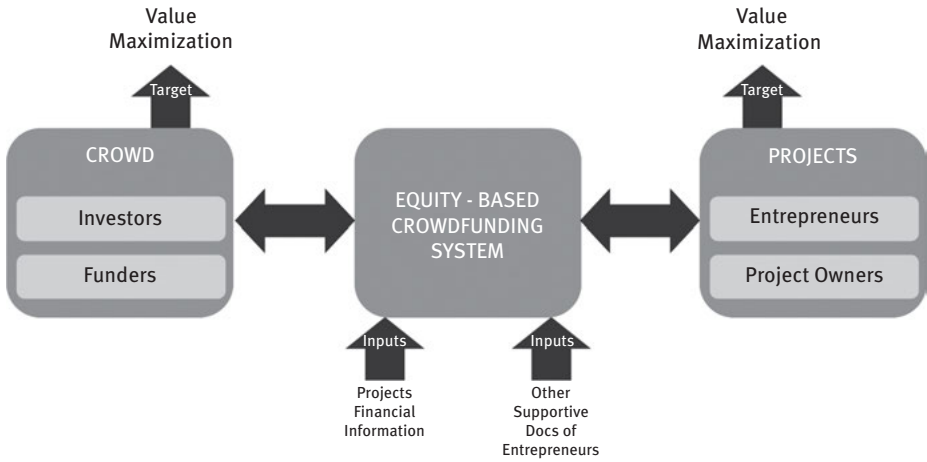 Value
Maximization
Value
Maximization
Target
Target
CROWD
Investors
Funders
EQUITY - BASED
CROWDFUNDING
SYSTEM
PROJECTS
Entrepreneurs
Project Owners
Inputs
Inputs
Projects
Financial
Information
Other
Supportive
Docs of
Entrepreneurs